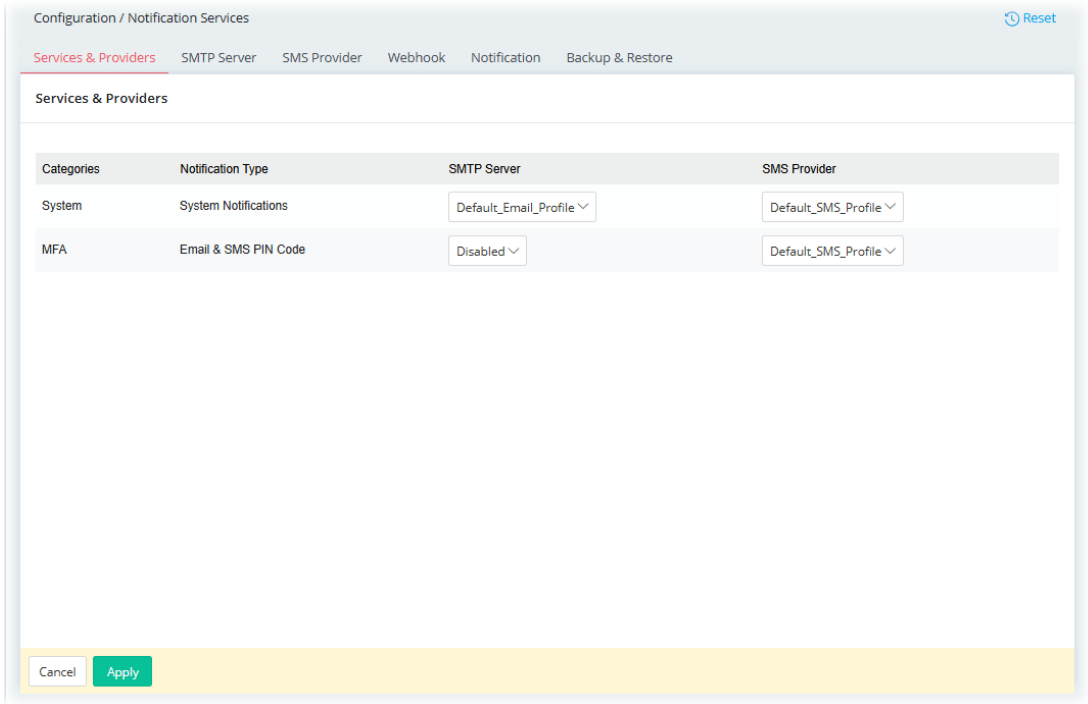 Configuration / Notification Services Reset
Services & Providers SMTP Server SMS Provider Webhook Notification Backup & Restore
Services & Providers
Categories Notification Type SMTP Server SMS Provider
System System Notifications Default_Email_Profile Default_SMS_Profile
MFA Email & SMS PIN Code Disabled Default_SMS_Profile
Cancel Apply